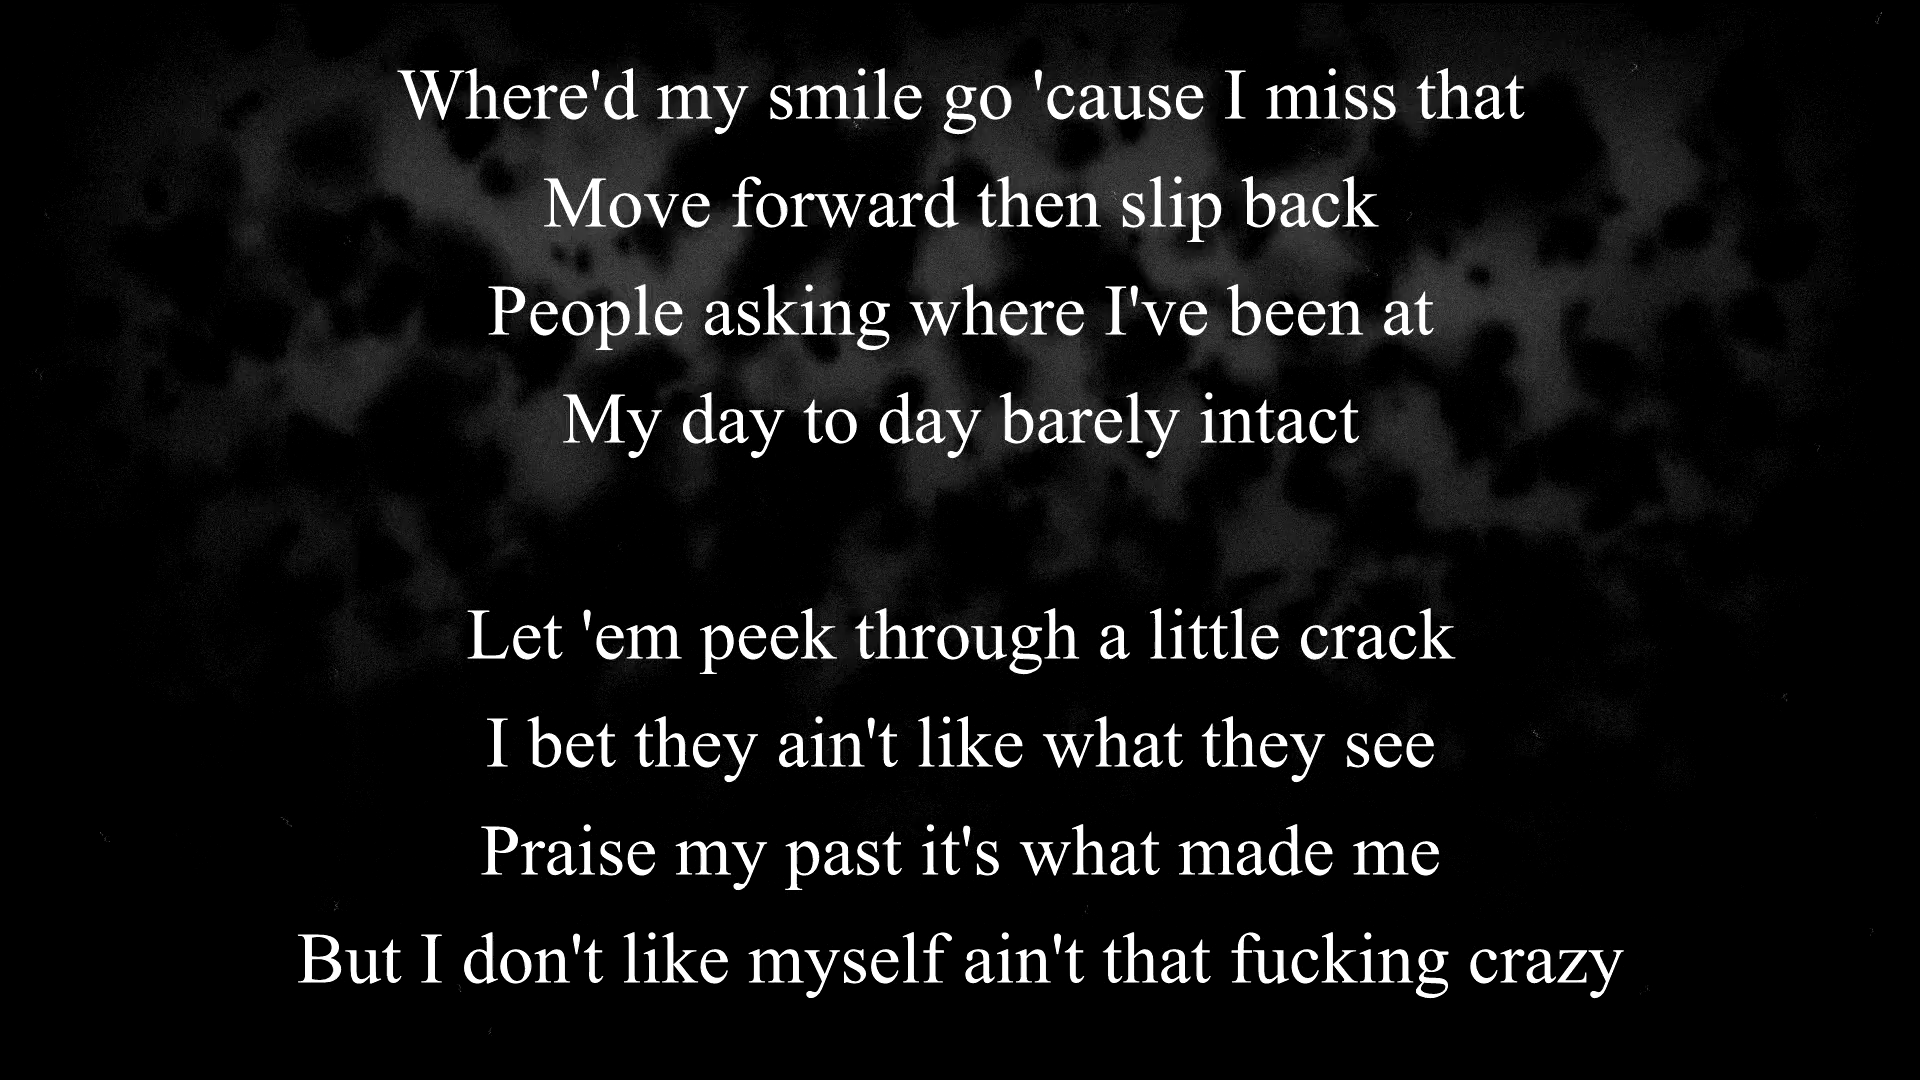 Where'd my smile go 'cause I miss that
Move forward then slip back
People asking where I've been at
My day to day barely intact
Let 'em peek through a little crack
I bet they ain't like what they see
Praise my past it's what made me
But I don't like myself ain't that fucking crazy